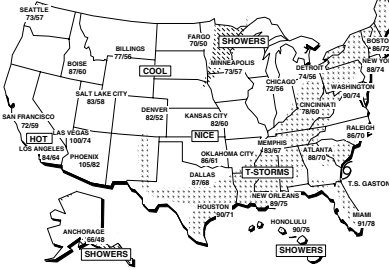 SEATTLE
73/57
FARGO
70/50
SHOWERS
BOSTON
86/72
BILLINGS
77/55
BOISE
87/60
COOL
MINNEAPOLIS
73/57
DETROIT
74/56
NEW YORK
88/74
CHICAGO
72/56
WASHINGTON
90/74
SALT LAKE CITY
83/58
DENVER
82/52
KANSAS CITY
82/60
CINCINNATI
78/60
SAN FRANCISCO
72/59
LAS VEGAS
100/74
HOT
NICE
RALEIGH
86/70
LOS ANGELES
84/64
PHOENIX
105/82
OKLAHOMA CITY
86/61
MEMPHIS
83/67
ATLANTA
88/70
DALLAS
87/68
T-STORMS
T.S. GASTON
NEW ORLEANS
89/75
HOUSTON
90/71
MIAMI
91/78
ANCHORAGE
66/48
SHOWERS
HONOLULU
90/76
SHOWERS